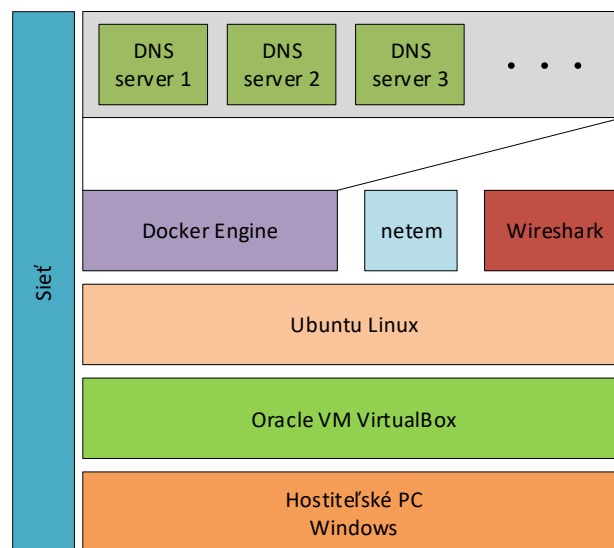 DNS
server 1
DNS
server 2
DNS
server 3
. . .
Sieť
Docker Engine
netem
Wireshark
Ubuntu Linux
Oracle VM VirtualBox
Hostiteľské PC
Windows